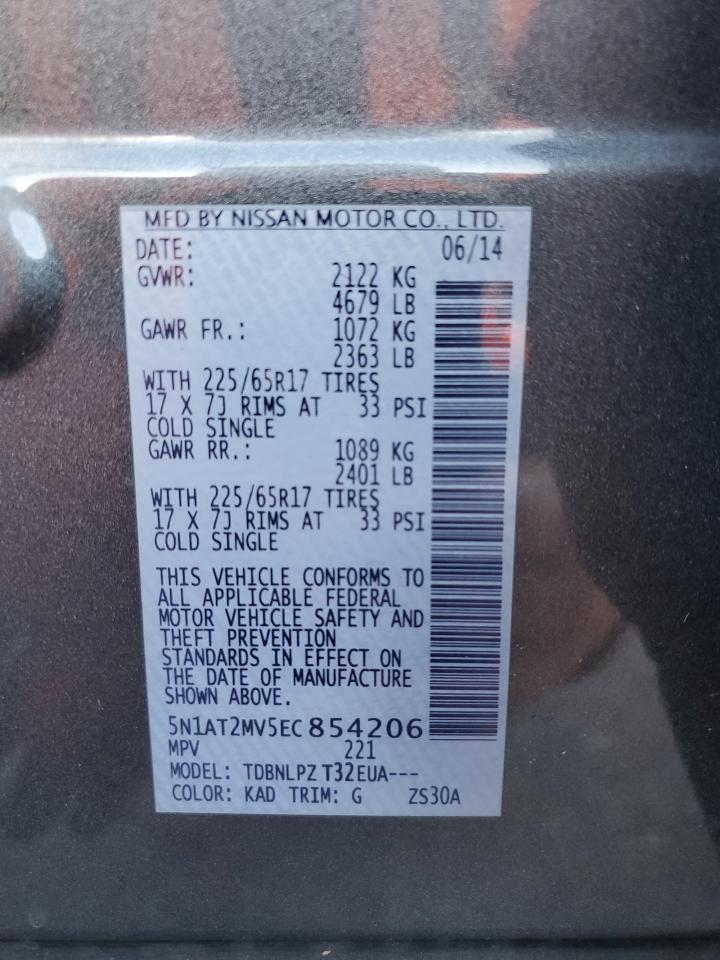 MFD BY NISSAN MOTOR CO., LTD.
DATE: 06/14
GVWR: 2122 KG
4679 LB
GAWR FR.: 1072 KG
2363 LB
WITH 225/65R17 TIRES
17 X 7J RIMS AT 33 PSI
COLD SINGLE
GAWR RR.: 1089 KG
2401 LB
WITH 225/65R17 TIRES
17 X 7J RIMS AT 33 PSI
COLD SINGLE
THIS VEHICLE CONFORMS TO
ALL APPLICABLE FEDERAL
MOTOR VEHICLE SAFETY AND
THEFT PREVENTION
STANDARDS IN EFFECT ON
THE DATE OF MANUFACTURE
SHOWN ABOVE.
5N1AT2MV5EC854206
MPV 221
MODEL: TDBNLPZ T32EUA---
COLOR: KAD TRIM: G ZS30A